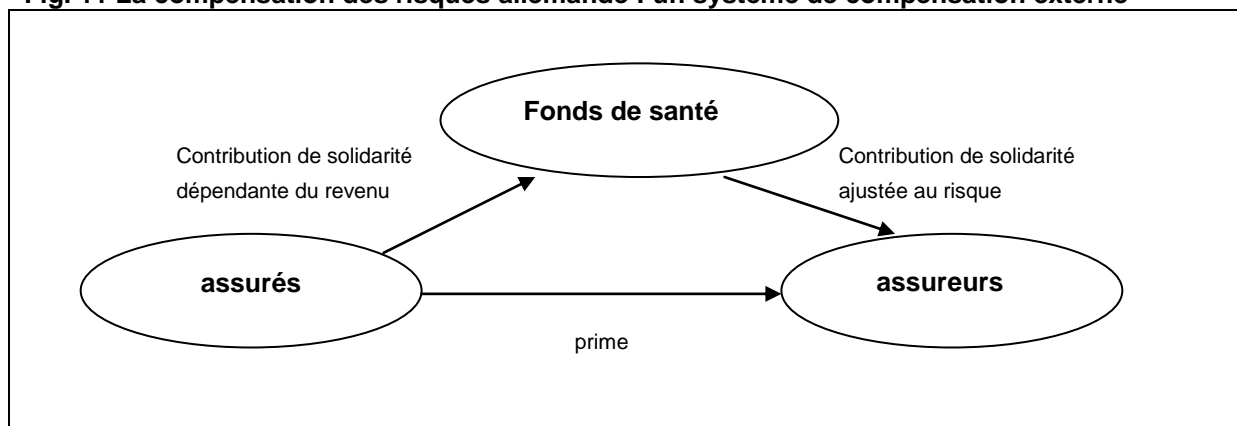 Fig. La compensation des risques allemande : un système de compensation externe
Fonds de santé
Contribution de solidarité
dépendante du revenu
Contribution de solidarité
ajustée au risque
assurés
assureurs
prime